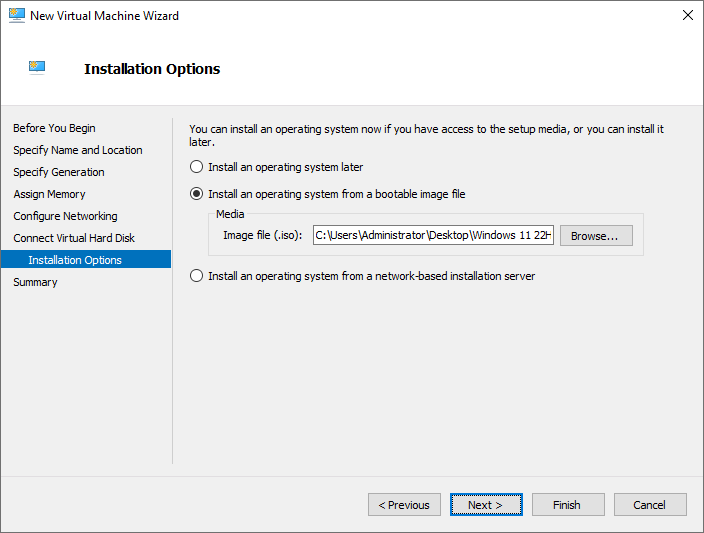 New Virtual Machine Wizard
Installation Options
Before You Begin
Specify Name and Location
Specify Generation
Assign Memory
Configure Networking
Connect Virtual Hard Disk
Installation Options
Summary
You can install an operating system now if you have access to the setup media, or you can install it
later.
Install an operating system later
Install an operating system from a bootable image file
Media
Image file (.iso): C:\Users\Administrator\Desktop\Windows 11 22H Browse...
Install an operating system from a network-based installation server
< Previous Next > Finish Cancel